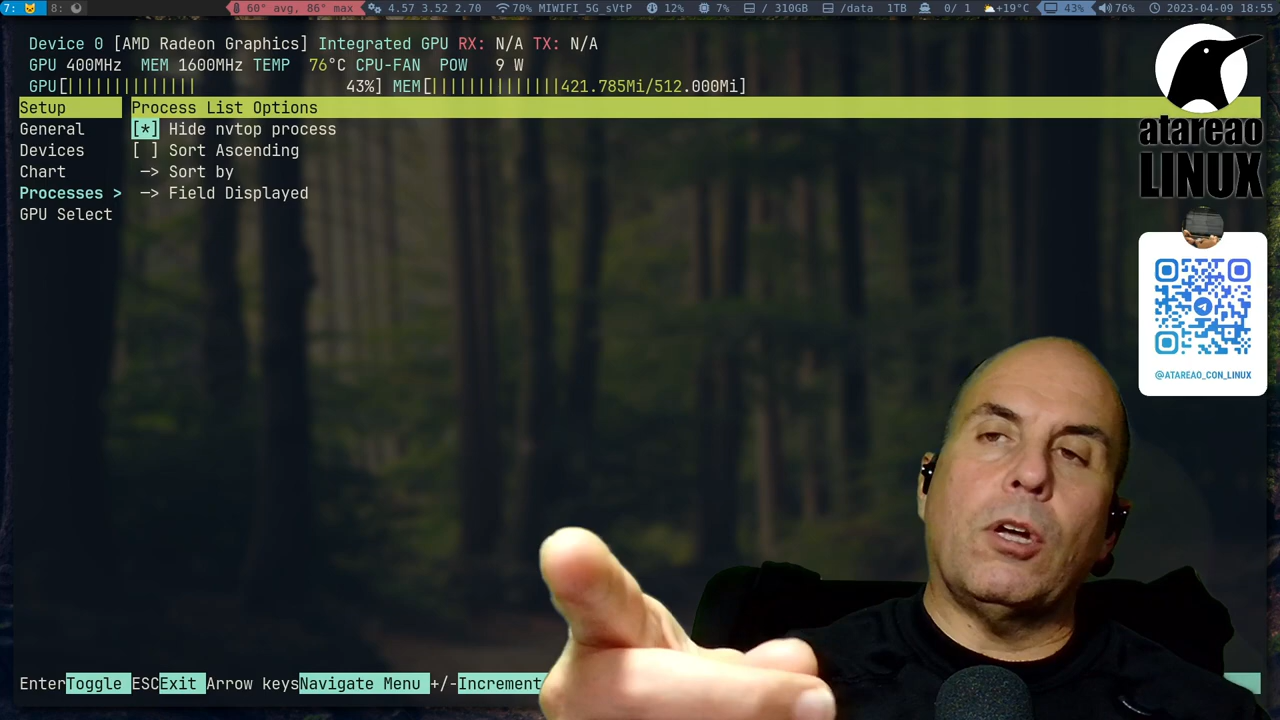 7: 8: 60° avg, 86° max 4.57 3.52 2.70 70% MIWIFI_5G_sVtP 12% 7% / 310GB /data 1TB 0/ 1 +19°C 43% 76% 2023-04-09 18:55
Device 0 [AMD Radeon Graphics] Integrated GPU RX: N/A TX: N/A
GPU 400MHz MEM 1600MHz TEMP 76°C CPU-FAN POW 9 W
GPU[|||||||||||||| 43%] MEM[||||||||||||||421.785Mi/512.000Mi]
Setup Process List Options
General [*] Hide nvtop process
Devices [ ] Sort Ascending
Chart —> Sort by
Processes > —> Field Displayed
GPU Select
EnterToggle ESCExit Arrow keysNavigate Menu +/-Increment
atareao
LINUX
@ATAREAO_CON_LINUX